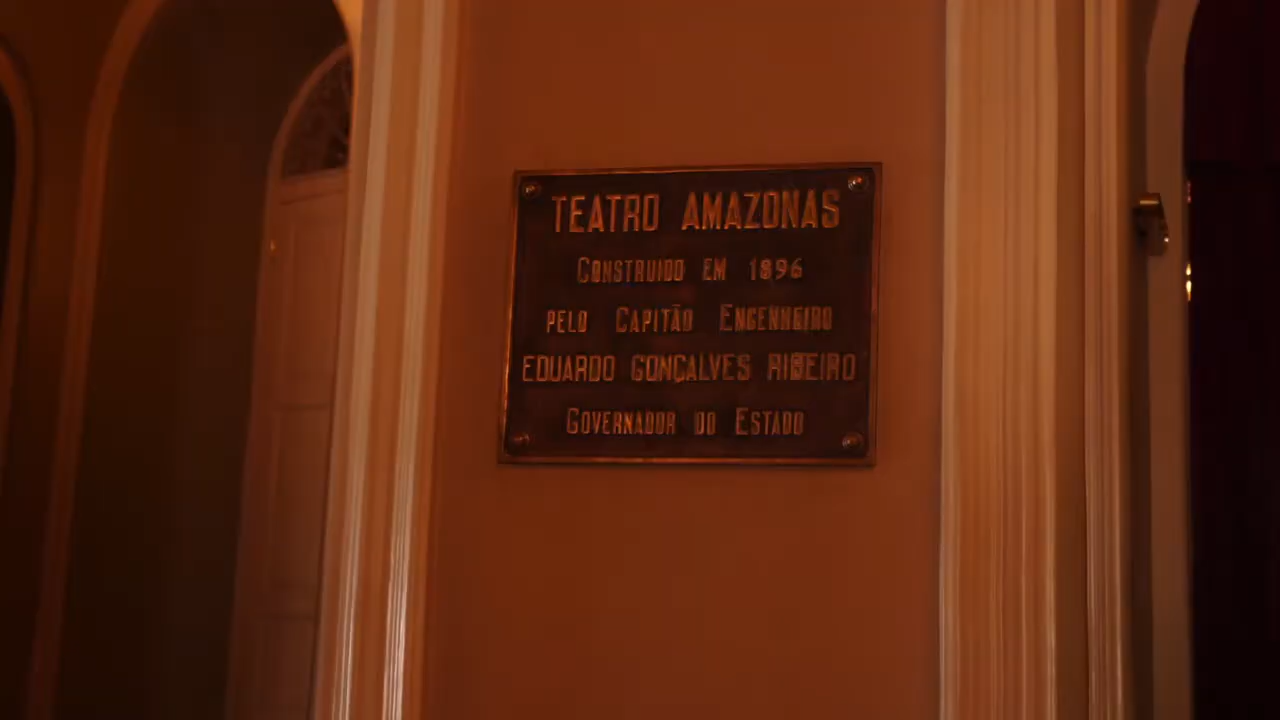 TEATRO AMAZONAS
CONSTRUIDO EM 1896
PELO CAPITÃO ENGENHEIRO
EDUARDO GONÇALVES RIBEIRO
GOVERNADOR DO ESTADO